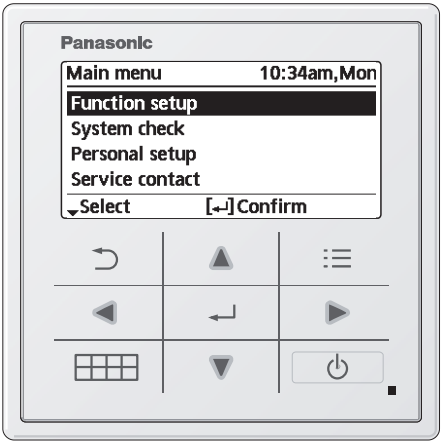 Panasonic
Main menu 10:34am,Mon
Function setup
System check
Personal setup
Service contact
Select [↵]Confirm